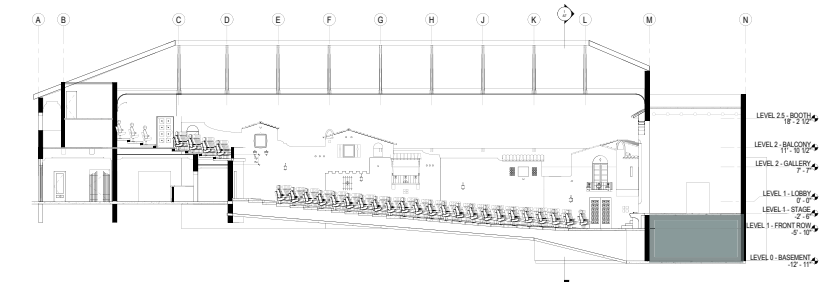 A B C D E F G H J K L M N
LEVEL 2.5 - BOOTH
18' - 2 1/2"
LEVEL 2 - BALCONY
11' - 10 1/2"
LEVEL 2 - GALLERY
7' - 7"
LEVEL 1 - LOBBY
0' - 0"
LEVEL 1 - STAGE
-2' - 6"
LEVEL 1 - FRONT ROW
-5' - 10"
LEVEL 0 - BASEMENT
-12' - 11"